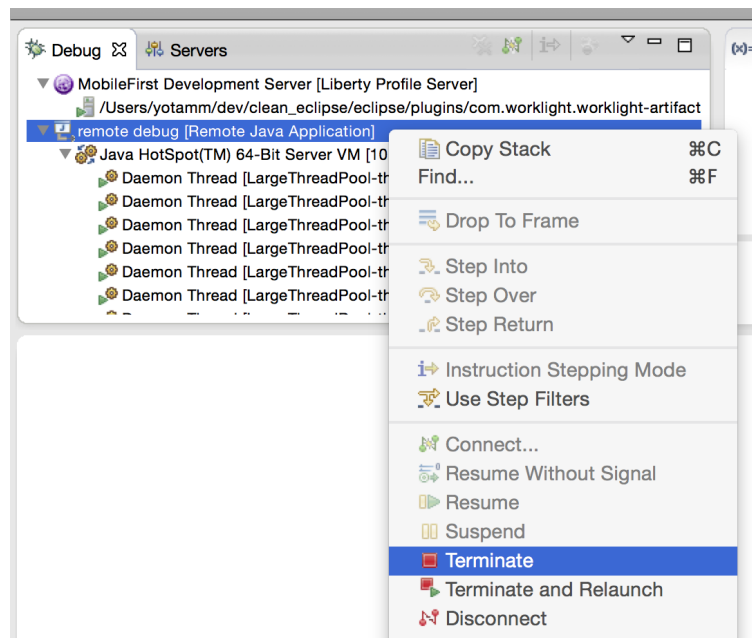 Debug Servers
(x)=
MobileFirst Development Server [Liberty Profile Server]
/Users/yotamm/dev/clean_eclipse/eclipse/plugins/com.worklight.worklight-artifact
remote debug [Remote Java Application]
Java HotSpot(TM) 64-Bit Server VM [10
Daemon Thread [LargeThreadPool-th
Daemon Thread [LargeThreadPool-th
Daemon Thread [LargeThreadPool-th
Daemon Thread [LargeThreadPool-th
Daemon Thread [LargeThreadPool-th
Daemon Thread [LargeThreadPool-th
Copy Stack ⌘C
Find... ⌘F
Drop To Frame
Step Into
Step Over
Step Return
Instruction Stepping Mode
Use Step Filters
Connect...
Resume Without Signal
Resume
Suspend
Terminate
Terminate and Relaunch
Disconnect